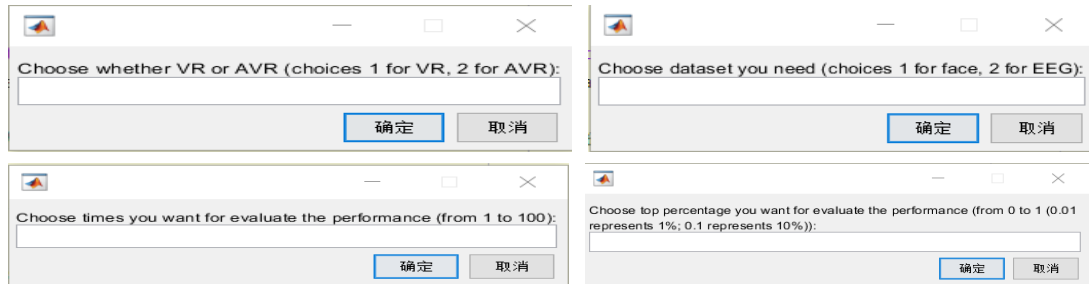 Choose whether VR or AVR (choices 1 for VR, 2 for AVR):
确定 取消
Choose dataset you need (choices 1 for face, 2 for EEG):
确定 取消
Choose times you want for evaluate the performance (from 1 to 100):
确定 取消
Choose top percentage you want for evaluate the performance (from 0 to 1 (0.01
represents 1%; 0.1 represents 10%)):
确定 取消